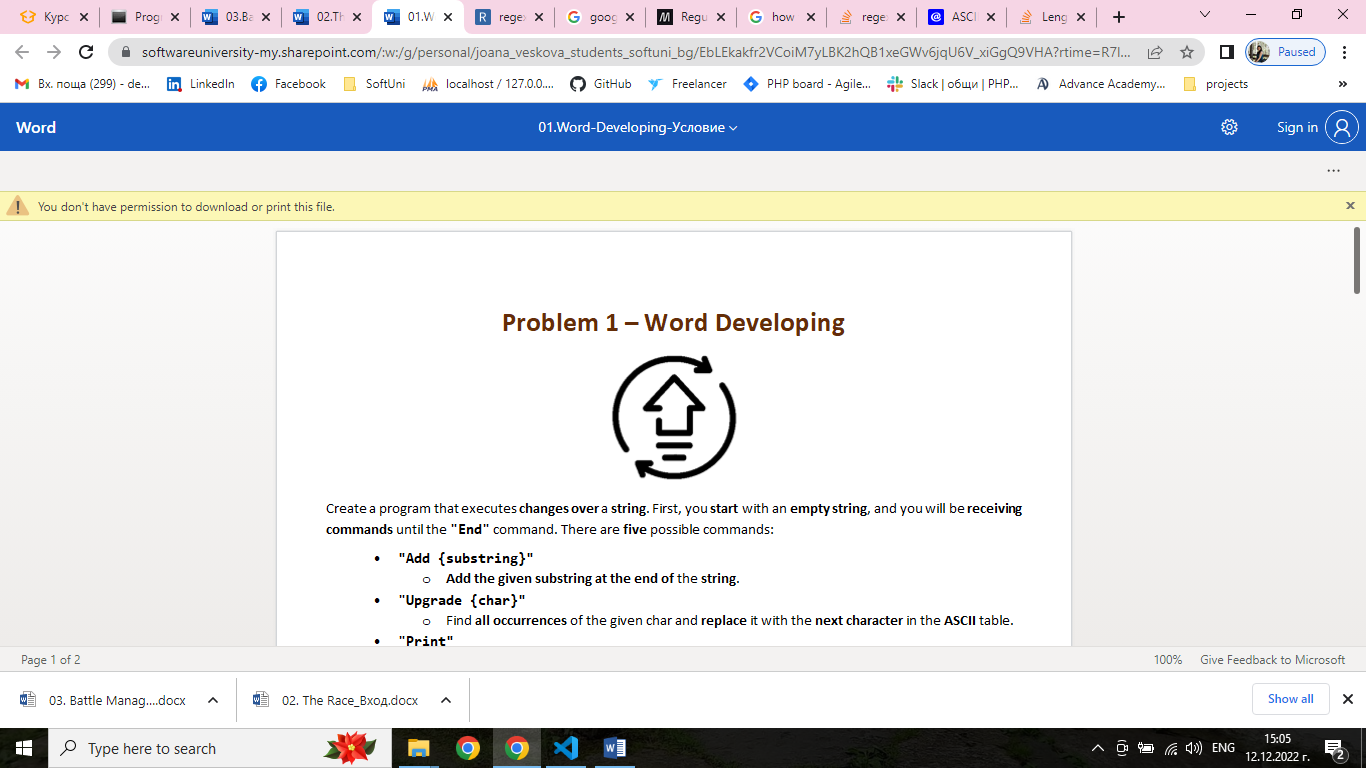 Курс
Progr
03.Ba
02.Th
01.W
regex
goog
Regu
how
regex
ASCI
Leng
softwareuniversity-my.sharepoint.com/:w:/g/personal/joana_veskova_students_softuni_bg/EbLEkakfr2VCoiM7yLBK2hQB1xeGWv6jqU6V_xiGgQ9VHA?rtime=R7I...
Paused
Вх. поща (299) - de...
LinkedIn
Facebook
SoftUni
localhost / 127.0.0....
GitHub
Freelancer
PHP board - Agile...
Slack | общи | PHP...
Advance Academy...
projects
»
Word
01.Word-Developing-Условие
Sign in
You don't have permission to download or print this file.
Problem 1 – Word Developing
Create a program that executes changes over a string. First, you start with an empty string, and you will be receiving
commands until the "End" command. There are five possible commands:
• "Add {substring}"
o Add the given substring at the end of the string.
• "Upgrade {char}"
o Find all occurrences of the given char and replace it with the next character in the ASCII table.
• "Print"
Page 1 of 2
100%
Give Feedback to Microsoft
03. Battle Manag....docx
02. The Race_Вход.docx
Show all
Type here to search
ENG
15:05
12.12.2022 г.
2